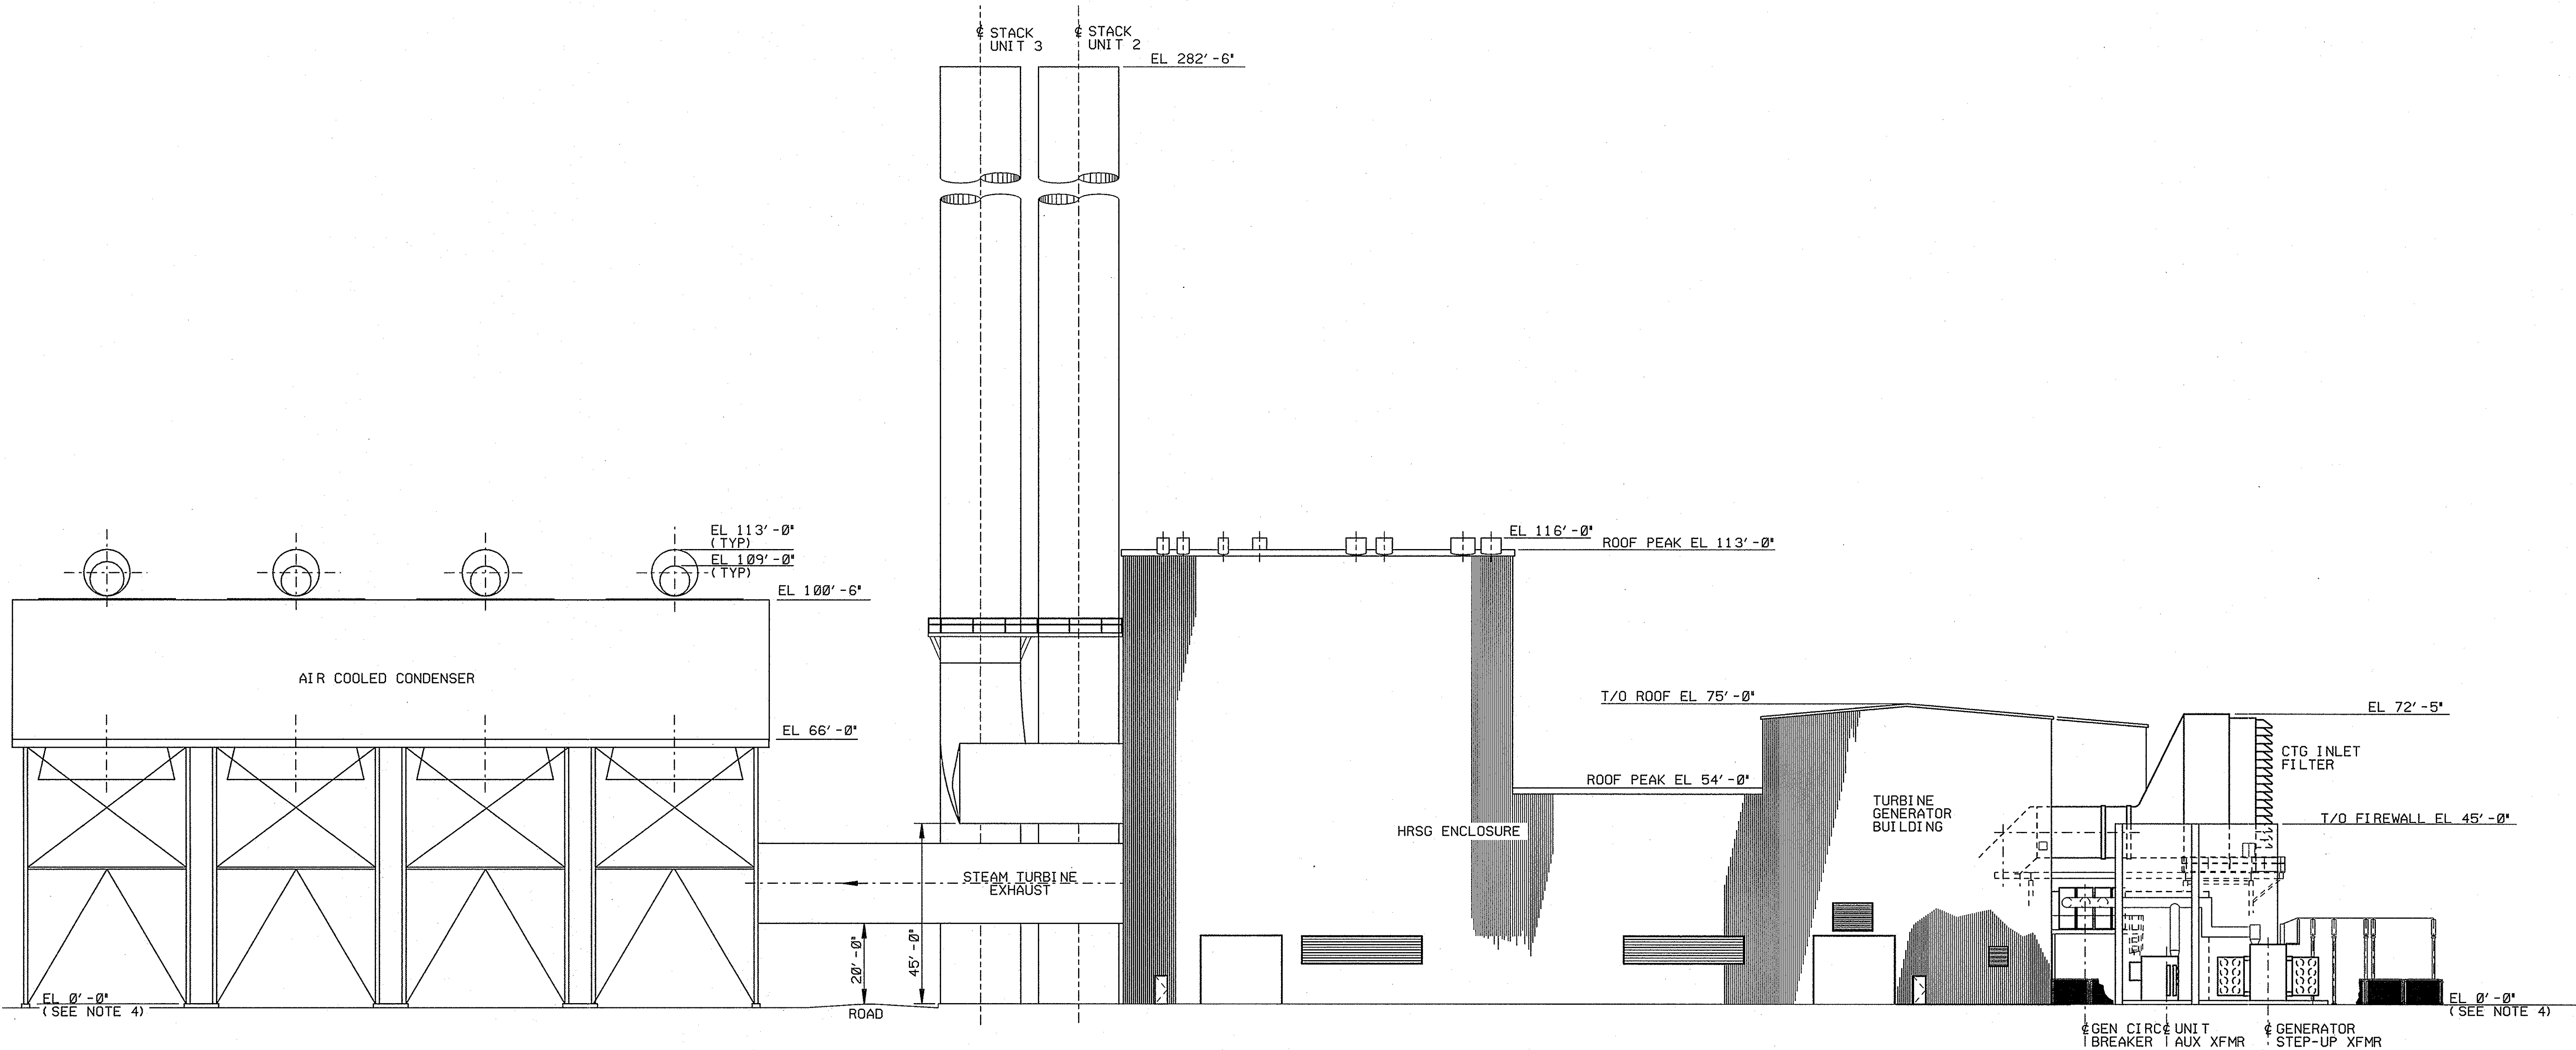 ℄ STACK
UNIT 3
℄ STACK
UNIT 2
EL 282'-6"
EL 113'-0"
(TYP)
EL 109'-0"
(TYP)
EL 116'-0"
ROOF PEAK EL 113'-0"
EL 100'-6"
AIR COOLED CONDENSER
EL 66'-0"
T/O ROOF EL 75'-0"
EL 72'-5"
CTG INLET
FILTER
ROOF PEAK EL 54'-0"
TURBINE
GENERATOR
BUILDING
T/O FIREWALL EL 45'-0"
HRSG ENCLOSURE
STEAM TURBINE
EXHAUST
20'-0"
45'-0"
EL 0'-0"
(SEE NOTE 4)
ROAD
EL 0'-0"
(SEE NOTE 4)
℄ GEN CIRC
BREAKER
℄ UNIT
AUX XFMR
℄ GENERATOR
STEP-UP XFMR